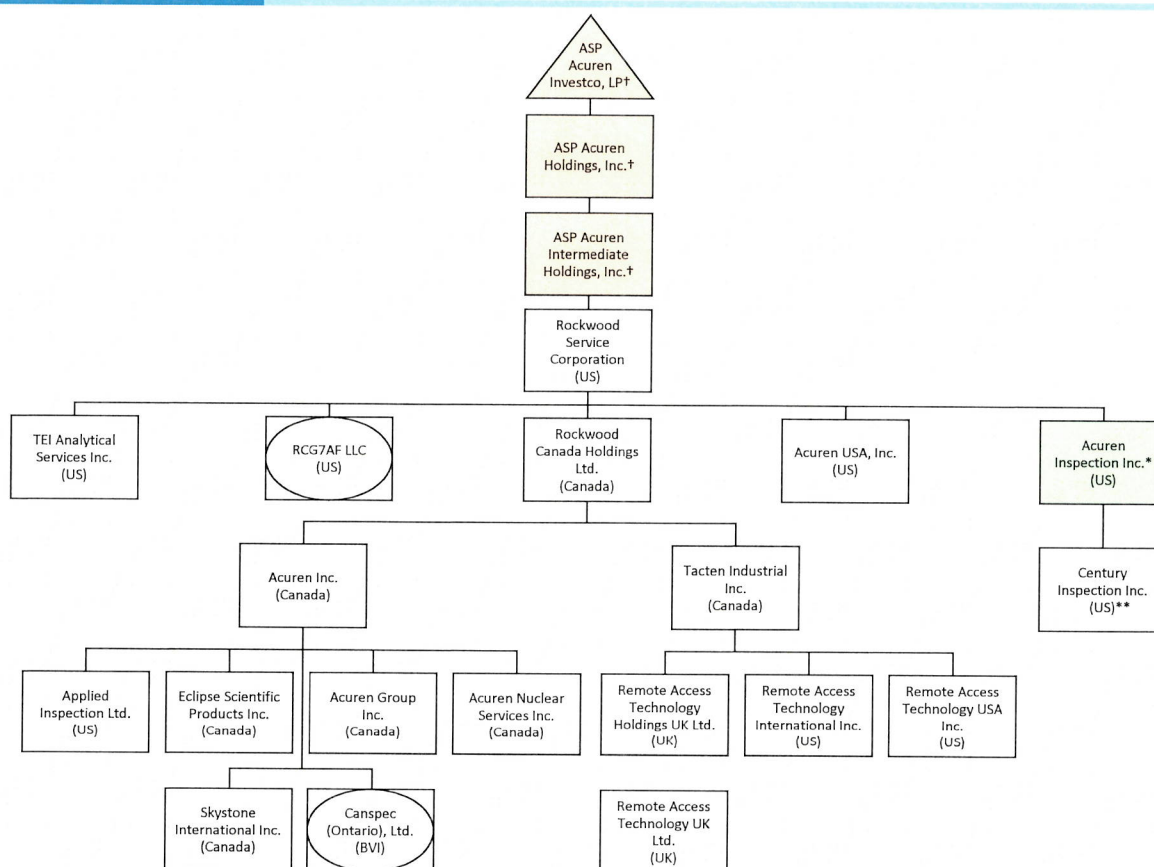 ASP
Acuren
Investco, LP†
ASP Acuren
Holdings, Inc.†
ASP Acuren
Intermediate
Holdings, Inc.†
Rockwood
Service
Corporation
(US)
TEI Analytical
Services Inc.
(US)
RCG7AF LLC
(US)
Rockwood
Canada Holdings
Ltd.
(Canada)
Acuren USA, Inc.
(US)
Acuren
Inspection Inc.*
(US)
Acuren Inc.
(Canada)
Tacten Industrial
Inc.
(Canada)
Century
Inspection Inc.
(US)**
Applied
Inspection Ltd.
(US)
Eclipse Scientific
Products Inc.
(Canada)
Acuren Group
Inc.
(Canada)
Acuren Nuclear
Services Inc.
(Canada)
Remote Access
Technology
Holdings UK Ltd.
(UK)
Remote Access
Technology
International Inc.
(US)
Remote Access
Technology USA
Inc.
(US)
Skystone
International Inc.
(Canada)
Canspec
(Ontario), Ltd.
(BVI)
Remote Access
Technology UK
Ltd.
(UK)